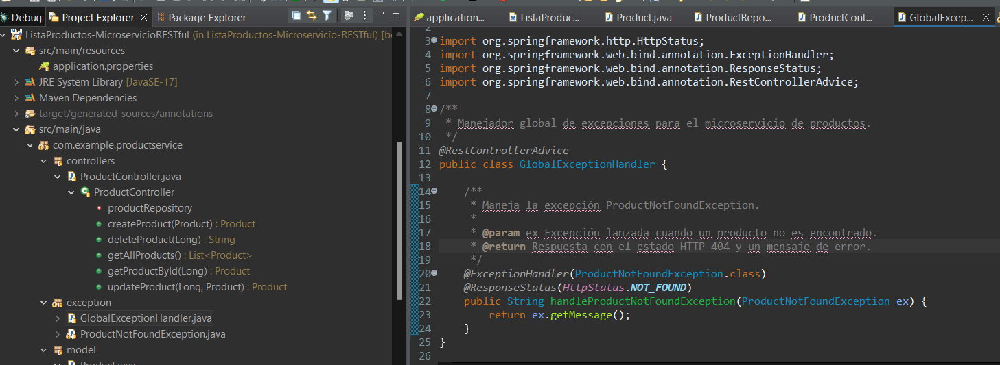 Debug
Project Explorer
Package Explorer
ListaProductos-MicroservicioRESTful (in ListaProductos-Microservicio-RESTful) [b
src/main/resources
application.properties
JRE System Library [JavaSE-17]
Maven Dependencies
target/generated-sources/annotations
src/main/java
com.example.productservice
controllers
ProductController.java
ProductController
productRepository
createProduct(Product) : Product
deleteProduct(Long) : String
getAllProducts() : List<Product>
getProductById(Long) : Product
updateProduct(Long, Product) : Product
exception
GlobalExceptionHandler.java
ProductNotFoundException.java
model
Product.java
application...
ListaProduc...
Product.java
ProductRepo...
ProductCont...
GlobalExcep...
2
3 import org.springframework.http.HttpStatus;
4 import org.springframework.web.bind.annotation.ExceptionHandler;
5 import org.springframework.web.bind.annotation.ResponseStatus;
6 import org.springframework.web.bind.annotation.RestControllerAdvice;
7
8 /**
9 * Manejador global de excepciones para el microservicio de productos.
10 */
11 @RestControllerAdvice
12 public class GlobalExceptionHandler {
13
14 /**
15 * Maneja la excepción ProductNotFoundException.
16 *
17 * @param ex Excepción lanzada cuando un producto no es encontrado.
18 * @return Respuesta con el estado HTTP 404 y un mensaje de error.
19 */
20 @ExceptionHandler(ProductNotFoundException.class)
21 @ResponseStatus(HttpStatus.NOT_FOUND)
22 public String handleProductNotFoundException(ProductNotFoundException ex) {
23 return ex.getMessage();
24 }
25 }
26